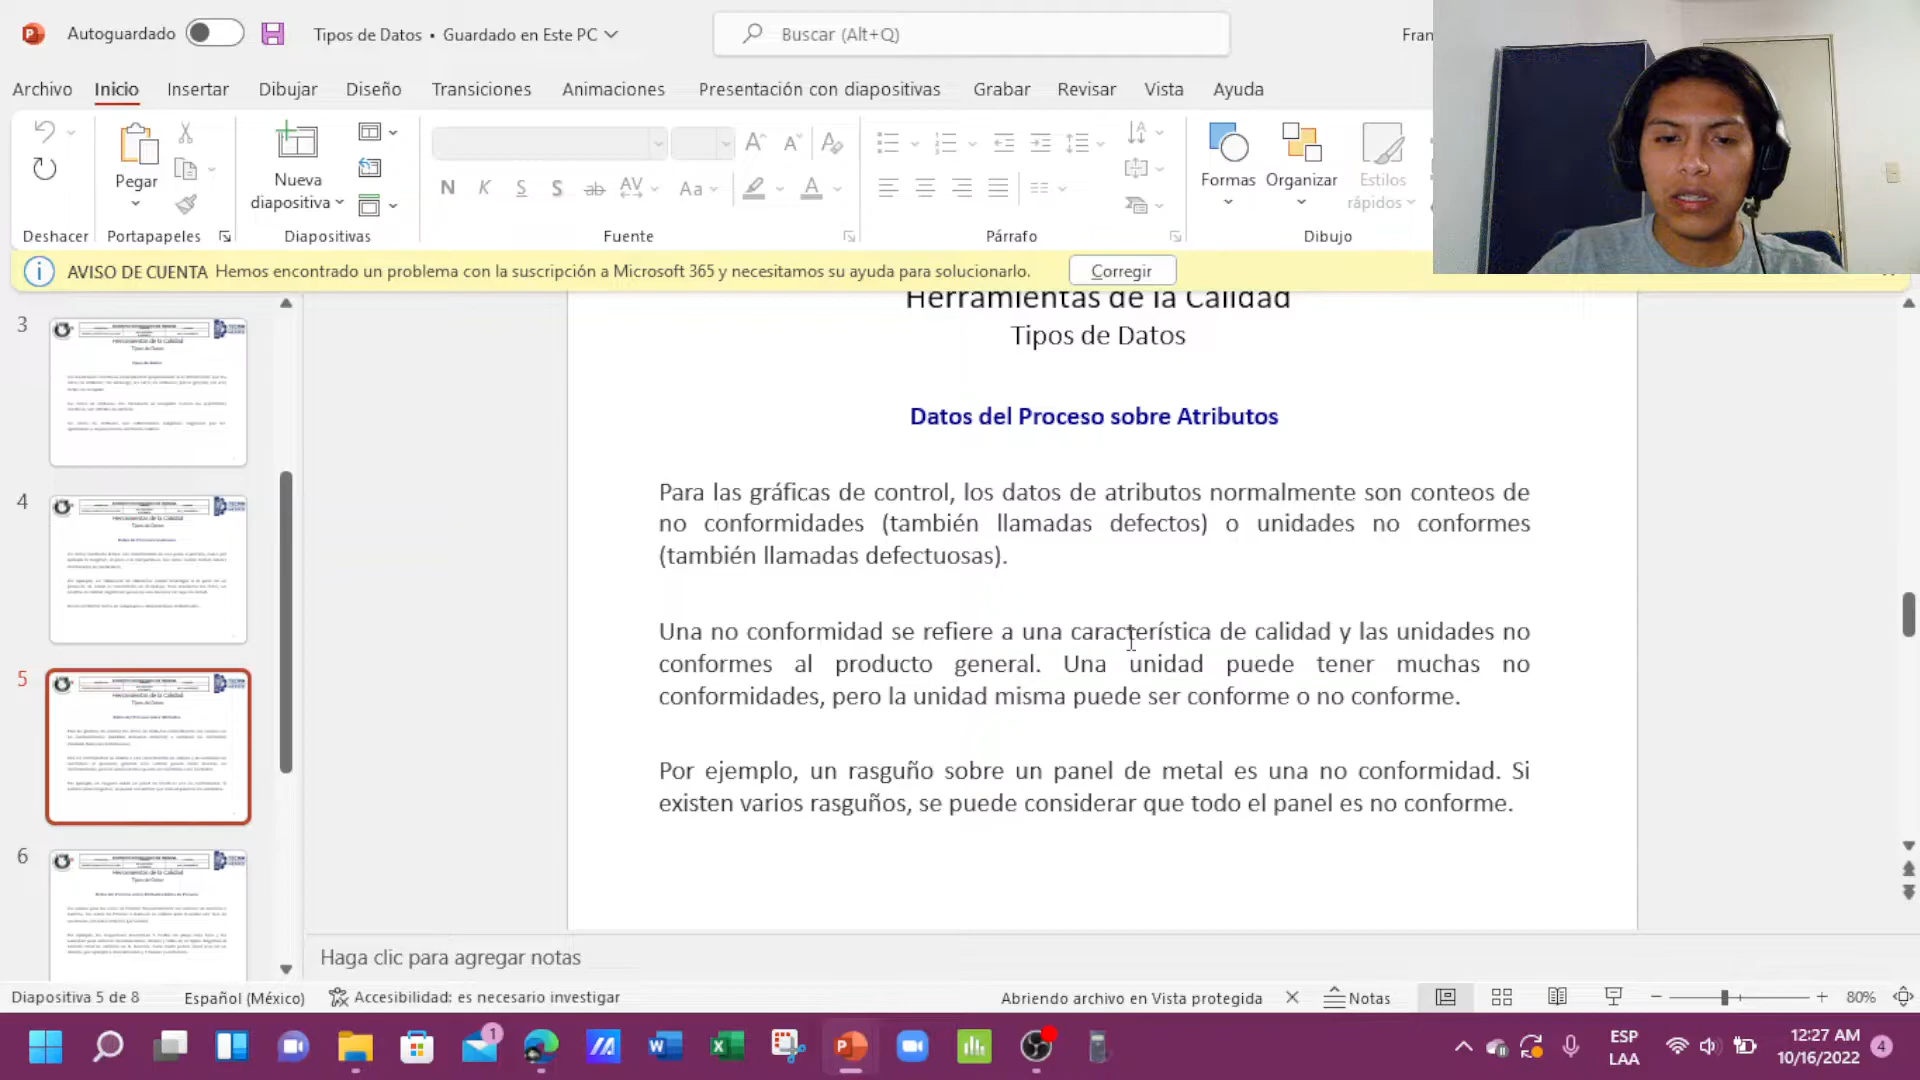 Autoguardado
Tipos de Datos • Guardado en Este PC
Buscar (Alt+Q)
Fran
Archivo Inicio Insertar Dibujar Diseño Transiciones Animaciones Presentación con diapositivas Grabar Revisar Vista Ayuda
Pegar
Nueva
diapositiva
N K S S ab AV Aa A
Formas Organizar Estilos
rápidos
Deshacer Portapapeles Diapositivas Fuente Párrafo Dibujo
AVISO DE CUENTA Hemos encontrado un problema con la suscripción a Microsoft 365 y necesitamos su ayuda para solucionarlo. Corregir
3
4
5
6
Herramientas de la Calidad
Tipos de Datos
Datos del Proceso sobre Atributos
Para las gráficas de control, los datos de atributos normalmente son conteos de
no conformidades (también llamadas defectos) o unidades no conformes
(también llamadas defectuosas).
Una no conformidad se refiere a una característica de calidad y las unidades no
conformes al producto general. Una unidad puede tener muchas no
conformidades, pero la unidad misma puede ser conforme o no conforme.
Por ejemplo, un rasguño sobre un panel de metal es una no conformidad. Si
existen varios rasguños, se puede considerar que todo el panel es no conforme.
Haga clic para agregar notas
Diapositiva 5 de 8 Español (México) Accesibilidad: es necesario investigar Abriendo archivo en Vista protegida Notas 80%
1
ESP
LAA
12:27 AM
10/16/2022
4